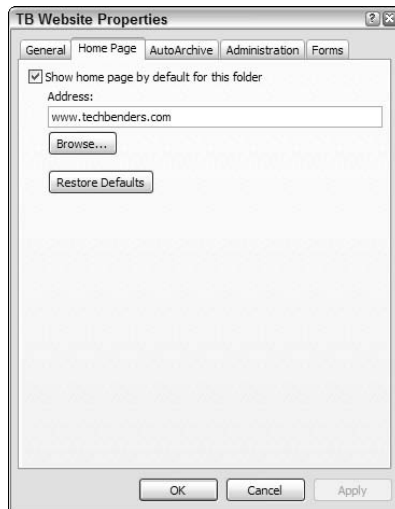 TB Website Properties
General Home Page AutoArchive Administration Forms
Show home page by default for this folder
Address:
www.techbenders.com
Browse...
Restore Defaults
OK Cancel Apply